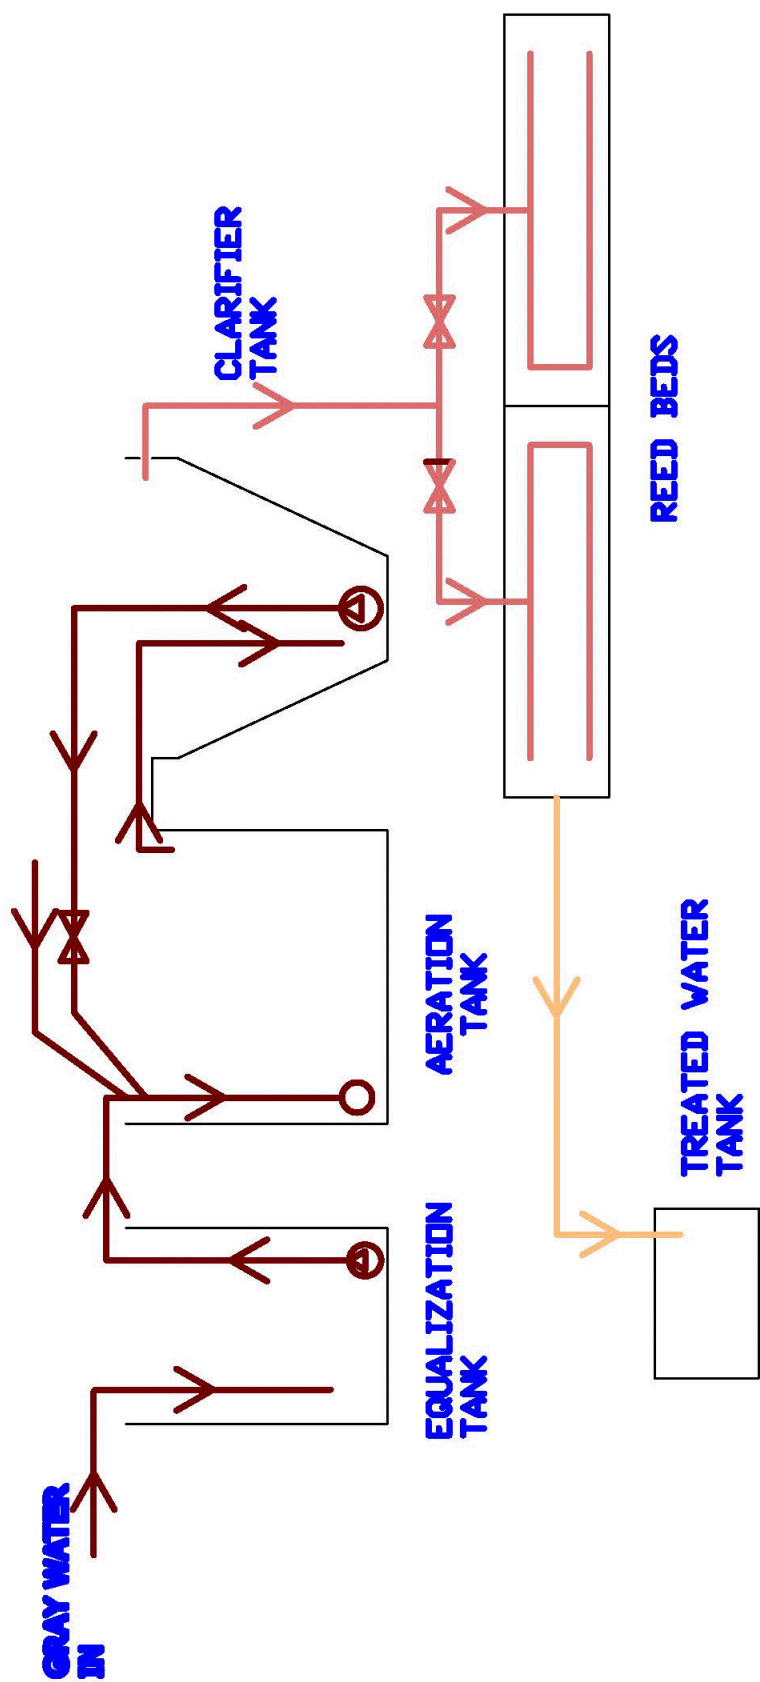 GRAY WATER
IN
EQUALIZATION
TANK
AERATION
TANK
CLARIFIER
TANK
REED BEDS
TREATED WATER
TANK